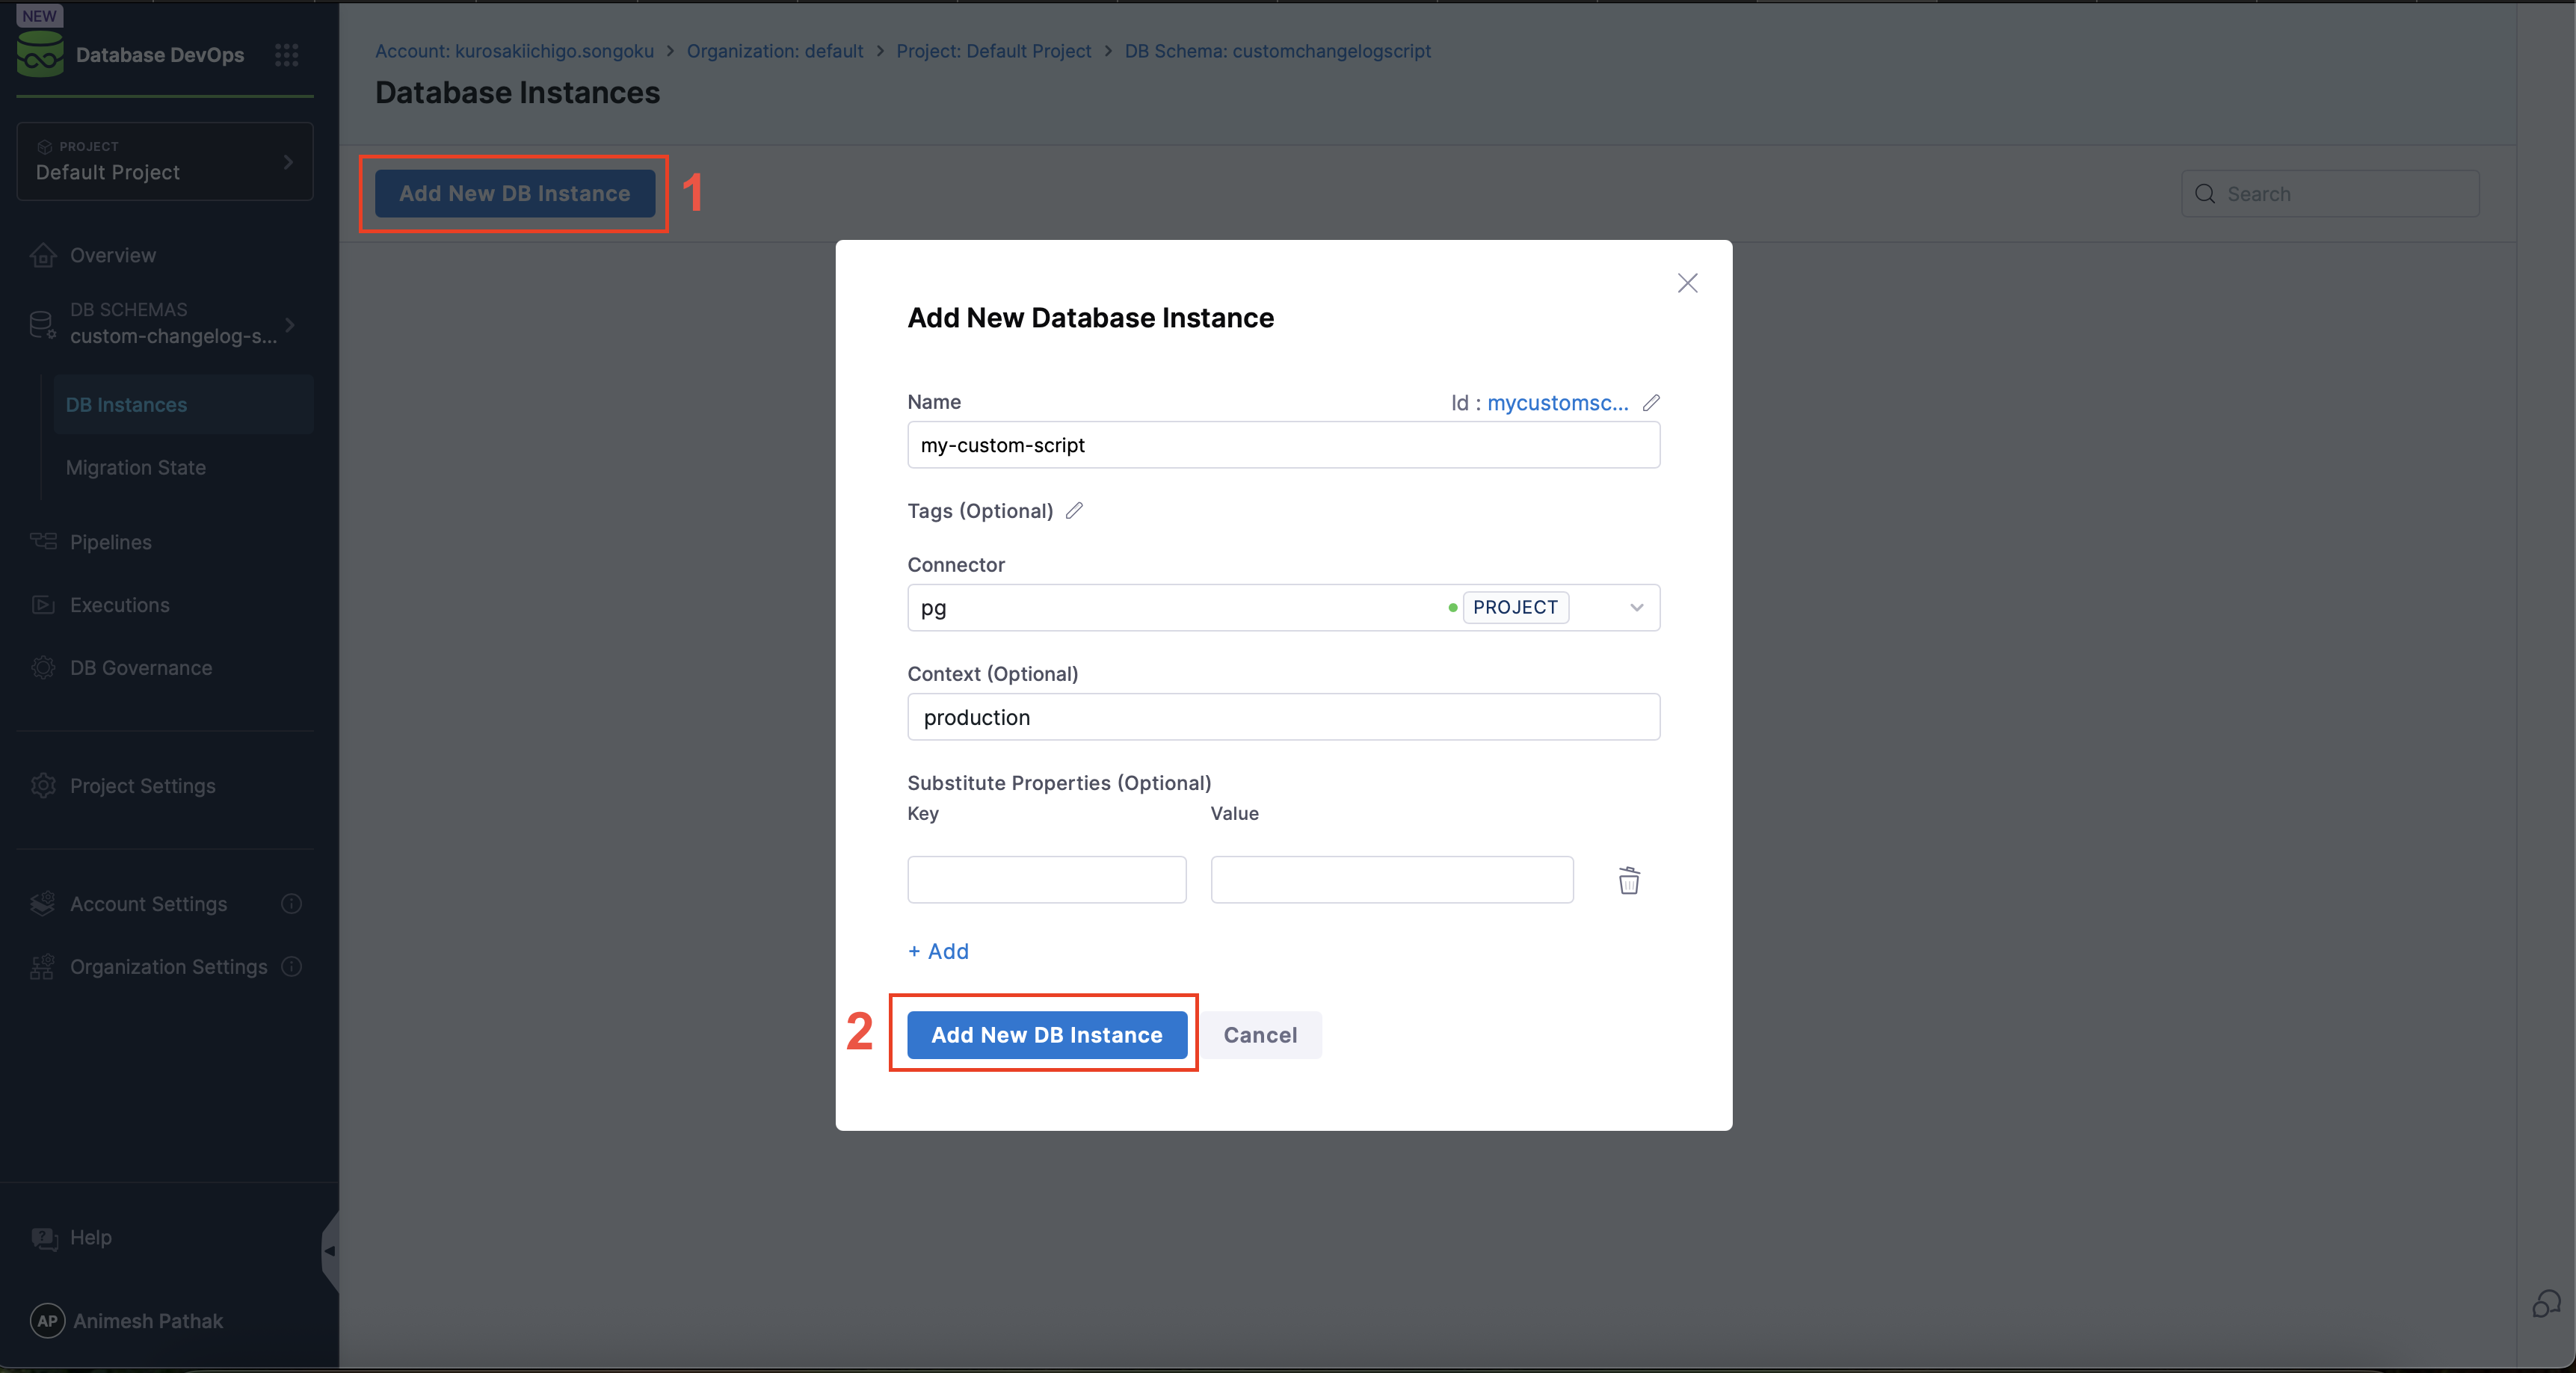 NEW
Database DevOps
PROJECT
Default Project
Overview
DB SCHEMAS
custom-changelog-s...
DB Instances
Migration State
Pipelines
Executions
DB Governance
Project Settings
Account Settings
Organization Settings
Help
AP Animesh Pathak
Account: kurosakiichigo.songoku > Organization: default > Project: Default Project > DB Schema: customchangelogscript
Database Instances
Add New DB Instance 1
Search
Add New Database Instance
Name Id : mycustomsc...
my-custom-script
Tags (Optional)
Connector
pg PROJECT
Context (Optional)
production
Substitute Properties (Optional)
Key Value
+ Add
2 Add New DB Instance Cancel